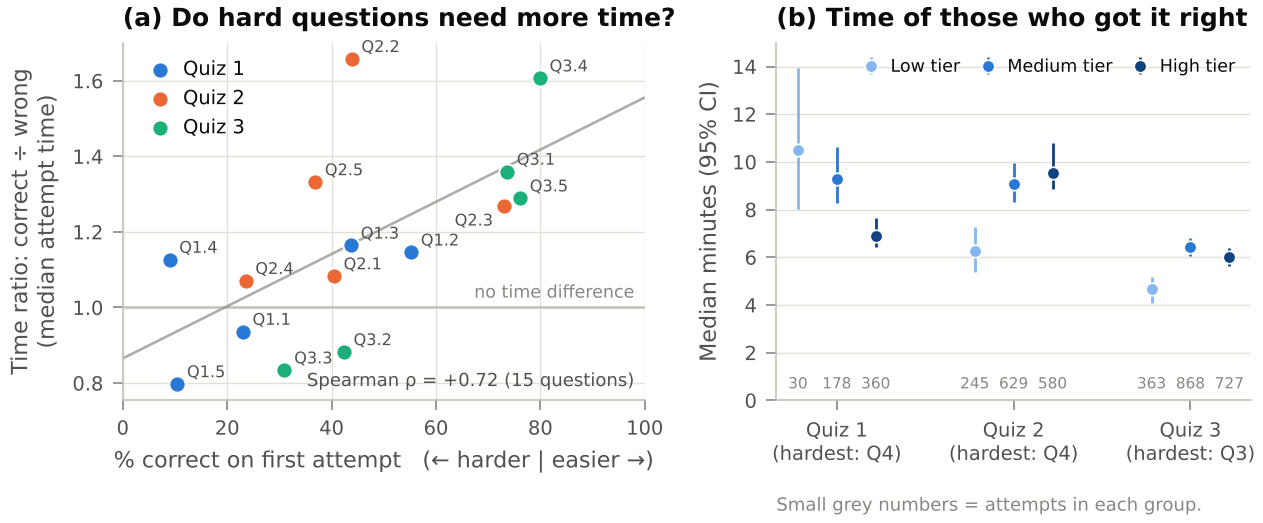 (a) Do hard questions need more time?
Time ratio: correct ÷ wrong
(median attempt time)
1.6
1.4
1.2
1.0
0.8
Quiz 1
Quiz 2
Quiz 3
Q2.2
Q3.4
Q2.5
Q3.1
Q3.5
Q2.3
Q1.3
Q1.2
Q1.4
Q2.4
Q2.1
no time difference
Q1.1
Q3.2
Q3.3
Q1.5
Spearman ρ = +0.72 (15 questions)
0 20 40 60 80 100
% correct on first attempt (← harder | easier →)
(b) Time of those who got it right
Median minutes (95% CI)
14
12
10
8
6
4
2
0
Low tier Medium tier High tier
30 178 360 245 629 580 363 868 727
Quiz 1
(hardest: Q4)
Quiz 2
(hardest: Q4)
Quiz 3
(hardest: Q3)
Small grey numbers = attempts in each group.